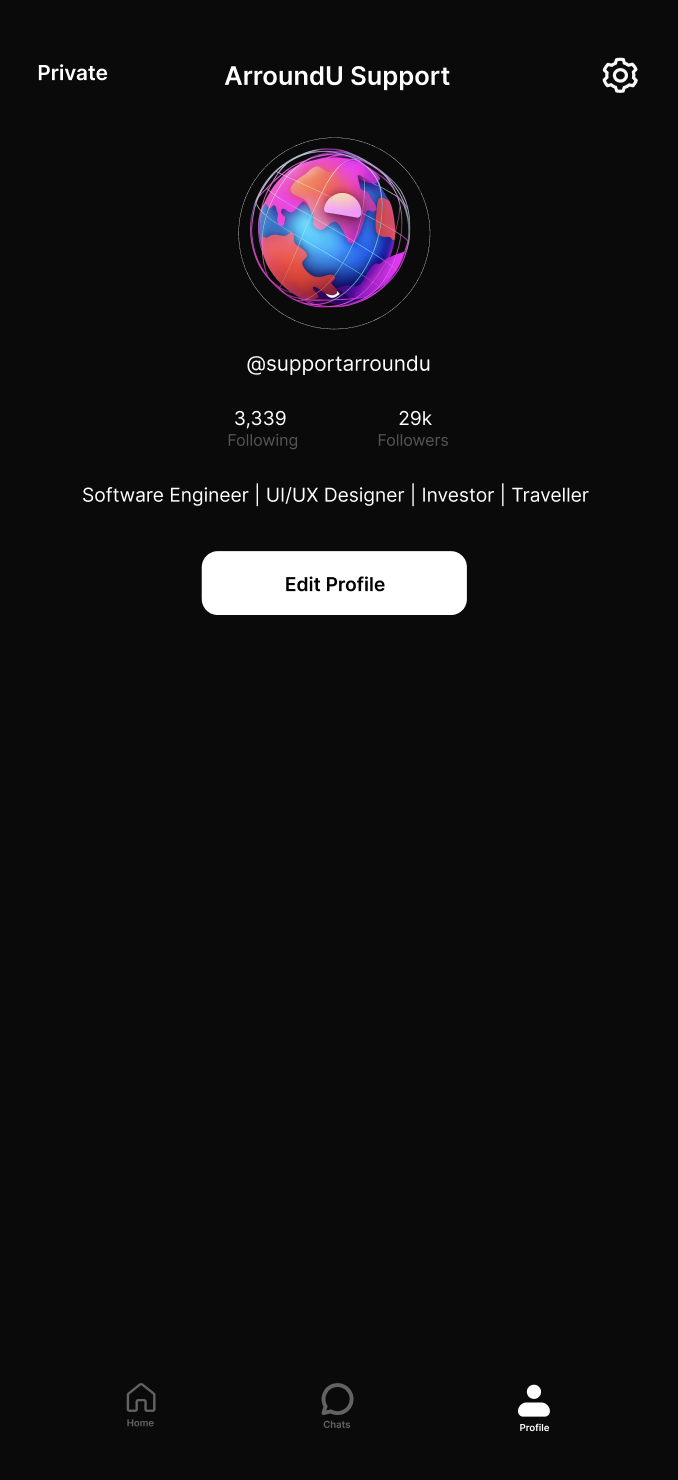 Private
ArroundU Support
@supportarroundu
3,339
Following
29k
Followers
Software Engineer | UI/UX Designer | Investor | Traveller
Edit Profile
Home
Chats
Profile